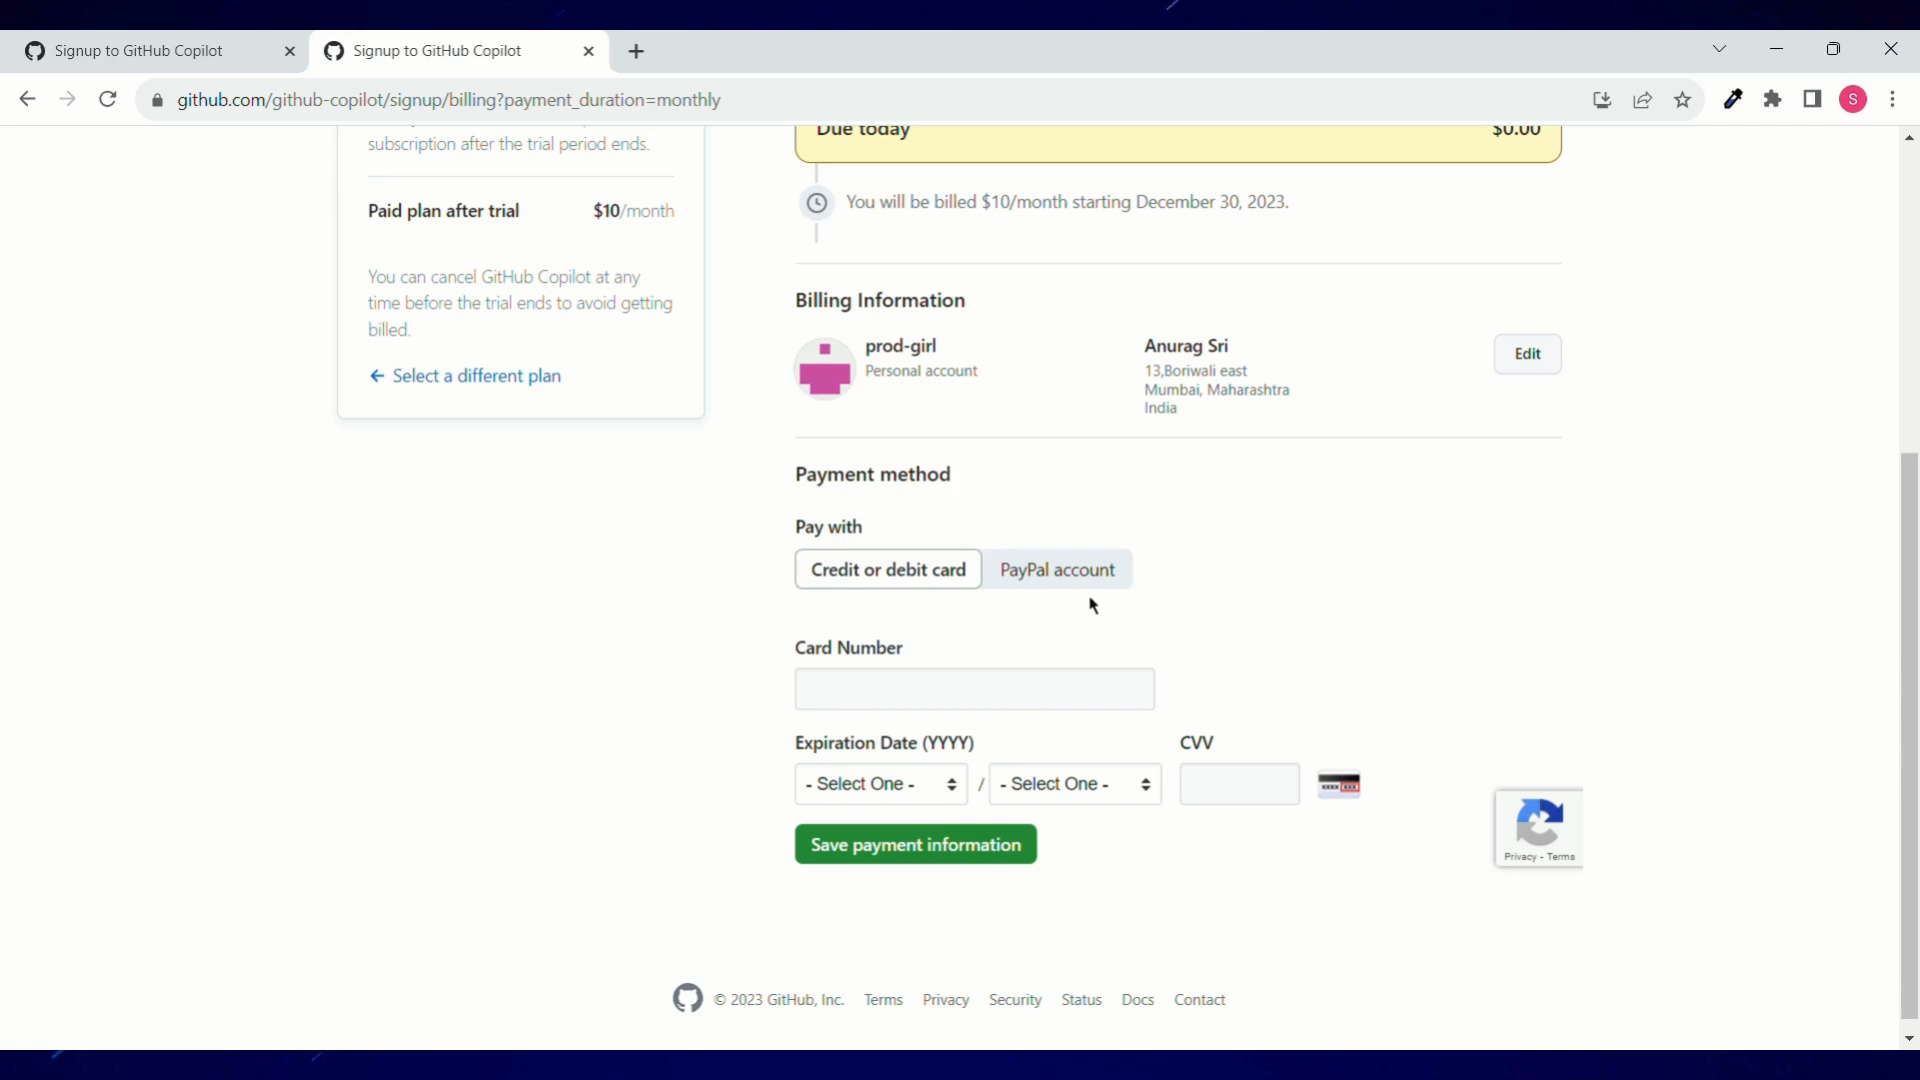 Signup to GitHub Copilot
Signup to GitHub Copilot
github.com/github-copilot/signup/billing?payment_duration=monthly
S
subscription after the trial period ends.
Paid plan after trial $10/month
You can cancel GitHub Copilot at any
time before the trial ends to avoid getting
billed.
← Select a different plan
Due today $0.00
You will be billed $10/month starting December 30, 2023.
Billing Information
prod-girl
Personal account
Anurag Sri
13,Boriwali east
Mumbai, Maharashtra
India
Edit
Payment method
Pay with
Credit or debit card PayPal account
Card Number
Expiration Date (YYYY) CVV
- Select One - / - Select One -
Save payment information
Privacy - Terms
© 2023 GitHub, Inc. Terms Privacy Security Status Docs Contact